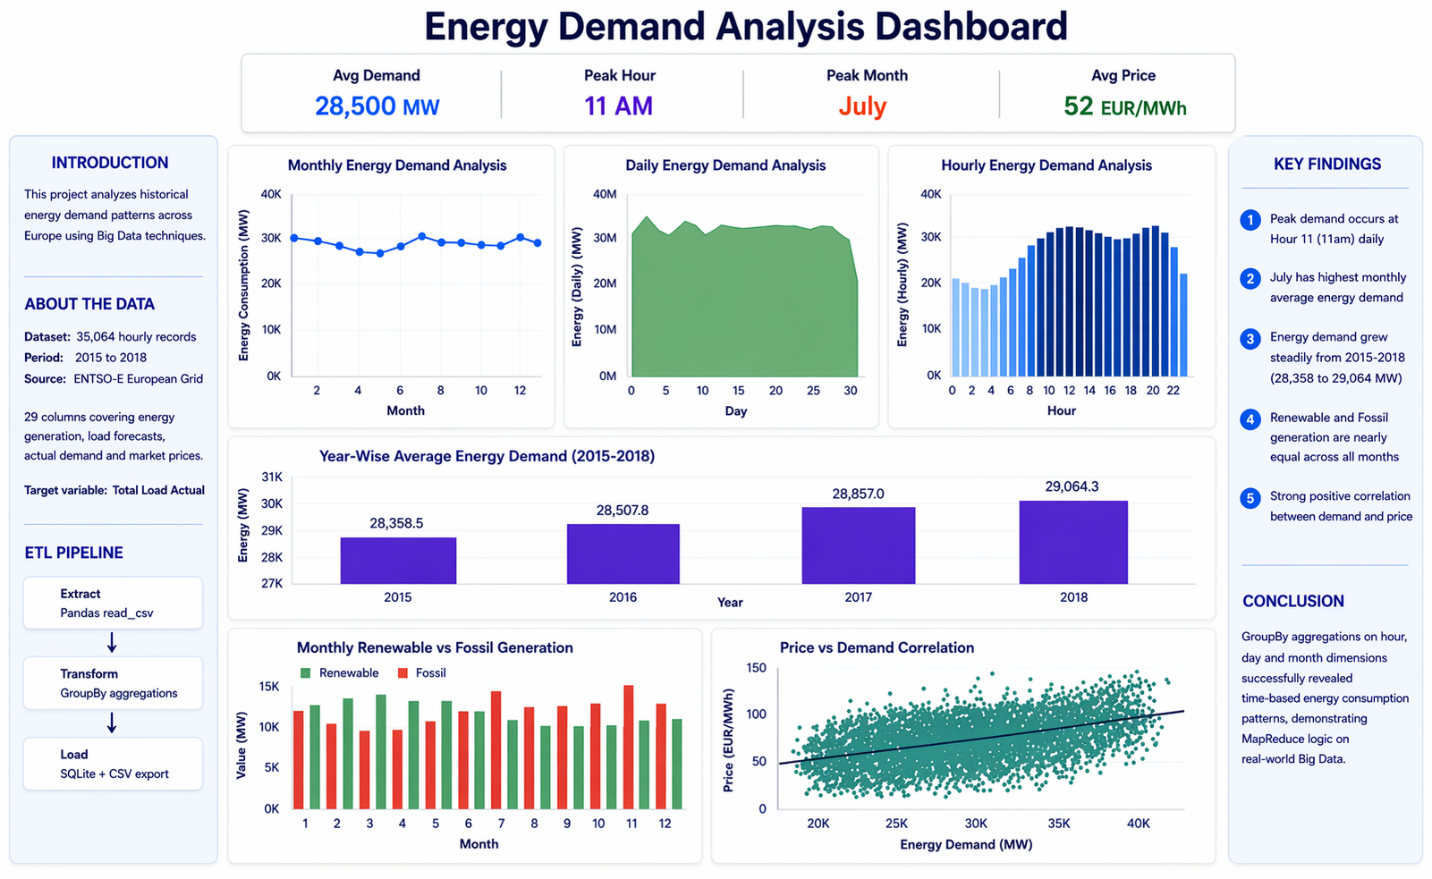 Energy Demand Analysis Dashboard
Avg Demand
28,500 MW
Peak Hour
11 AM
Peak Month
July
Avg Price
52 EUR/MWh
INTRODUCTION
This project analyzes historical
energy demand patterns across
Europe using Big Data techniques.
ABOUT THE DATA
Dataset: 35,064 hourly records
Period: 2015 to 2018
Source: ENTSO-E European Grid
29 columns covering energy
generation, load forecasts,
actual demand and market prices.
Target variable: Total Load Actual
ETL PIPELINE
Extract
Pandas read_csv
Transform
GroupBy aggregations
Load
SQLite + CSV export
Monthly Energy Demand Analysis
Energy Consumption (MW)
40K
30K
20K
10K
0K
2 4 6 8 10 12
Month
Daily Energy Demand Analysis
Energy (Daily) (MW)
40M
30M
20M
10M
0M
0 5 10 15 20 25 30
Day
Hourly Energy Demand Analysis
Energy (Hourly) (MW)
40K
30K
20K
10K
0K
0 2 4 6 8 10 12 14 16 18 20 22
Hour
Year-Wise Average Energy Demand (2015-2018)
Energy (MW)
31K
30K
29K
28K
27K
28,358.5
28,507.8
28,857.0
29,064.3
2015 2016 2017 2018
Year
Monthly Renewable vs Fossil Generation
Renewable Fossil
Value (MW)
15K
10K
5K
0K
1 2 3 4 5 6 7 8 9 10 11 12
Month
Price vs Demand Correlation
Price (EUR/MWh)
150
100
50
0
20K 25K 30K 35K 40K
Energy Demand (MW)
KEY FINDINGS
1 Peak demand occurs at
Hour 11 (11am) daily
2 July has highest monthly
average energy demand
3 Energy demand grew
steadily from 2015-2018
(28,358 to 29,064 MW)
4 Renewable and Fossil
generation are nearly
equal across all months
5 Strong positive correlation
between demand and price
CONCLUSION
GroupBy aggregations on hour,
day and month dimensions
successfully revealed
time-based energy consumption
patterns, demonstrating
MapReduce logic on
real-world Big Data.